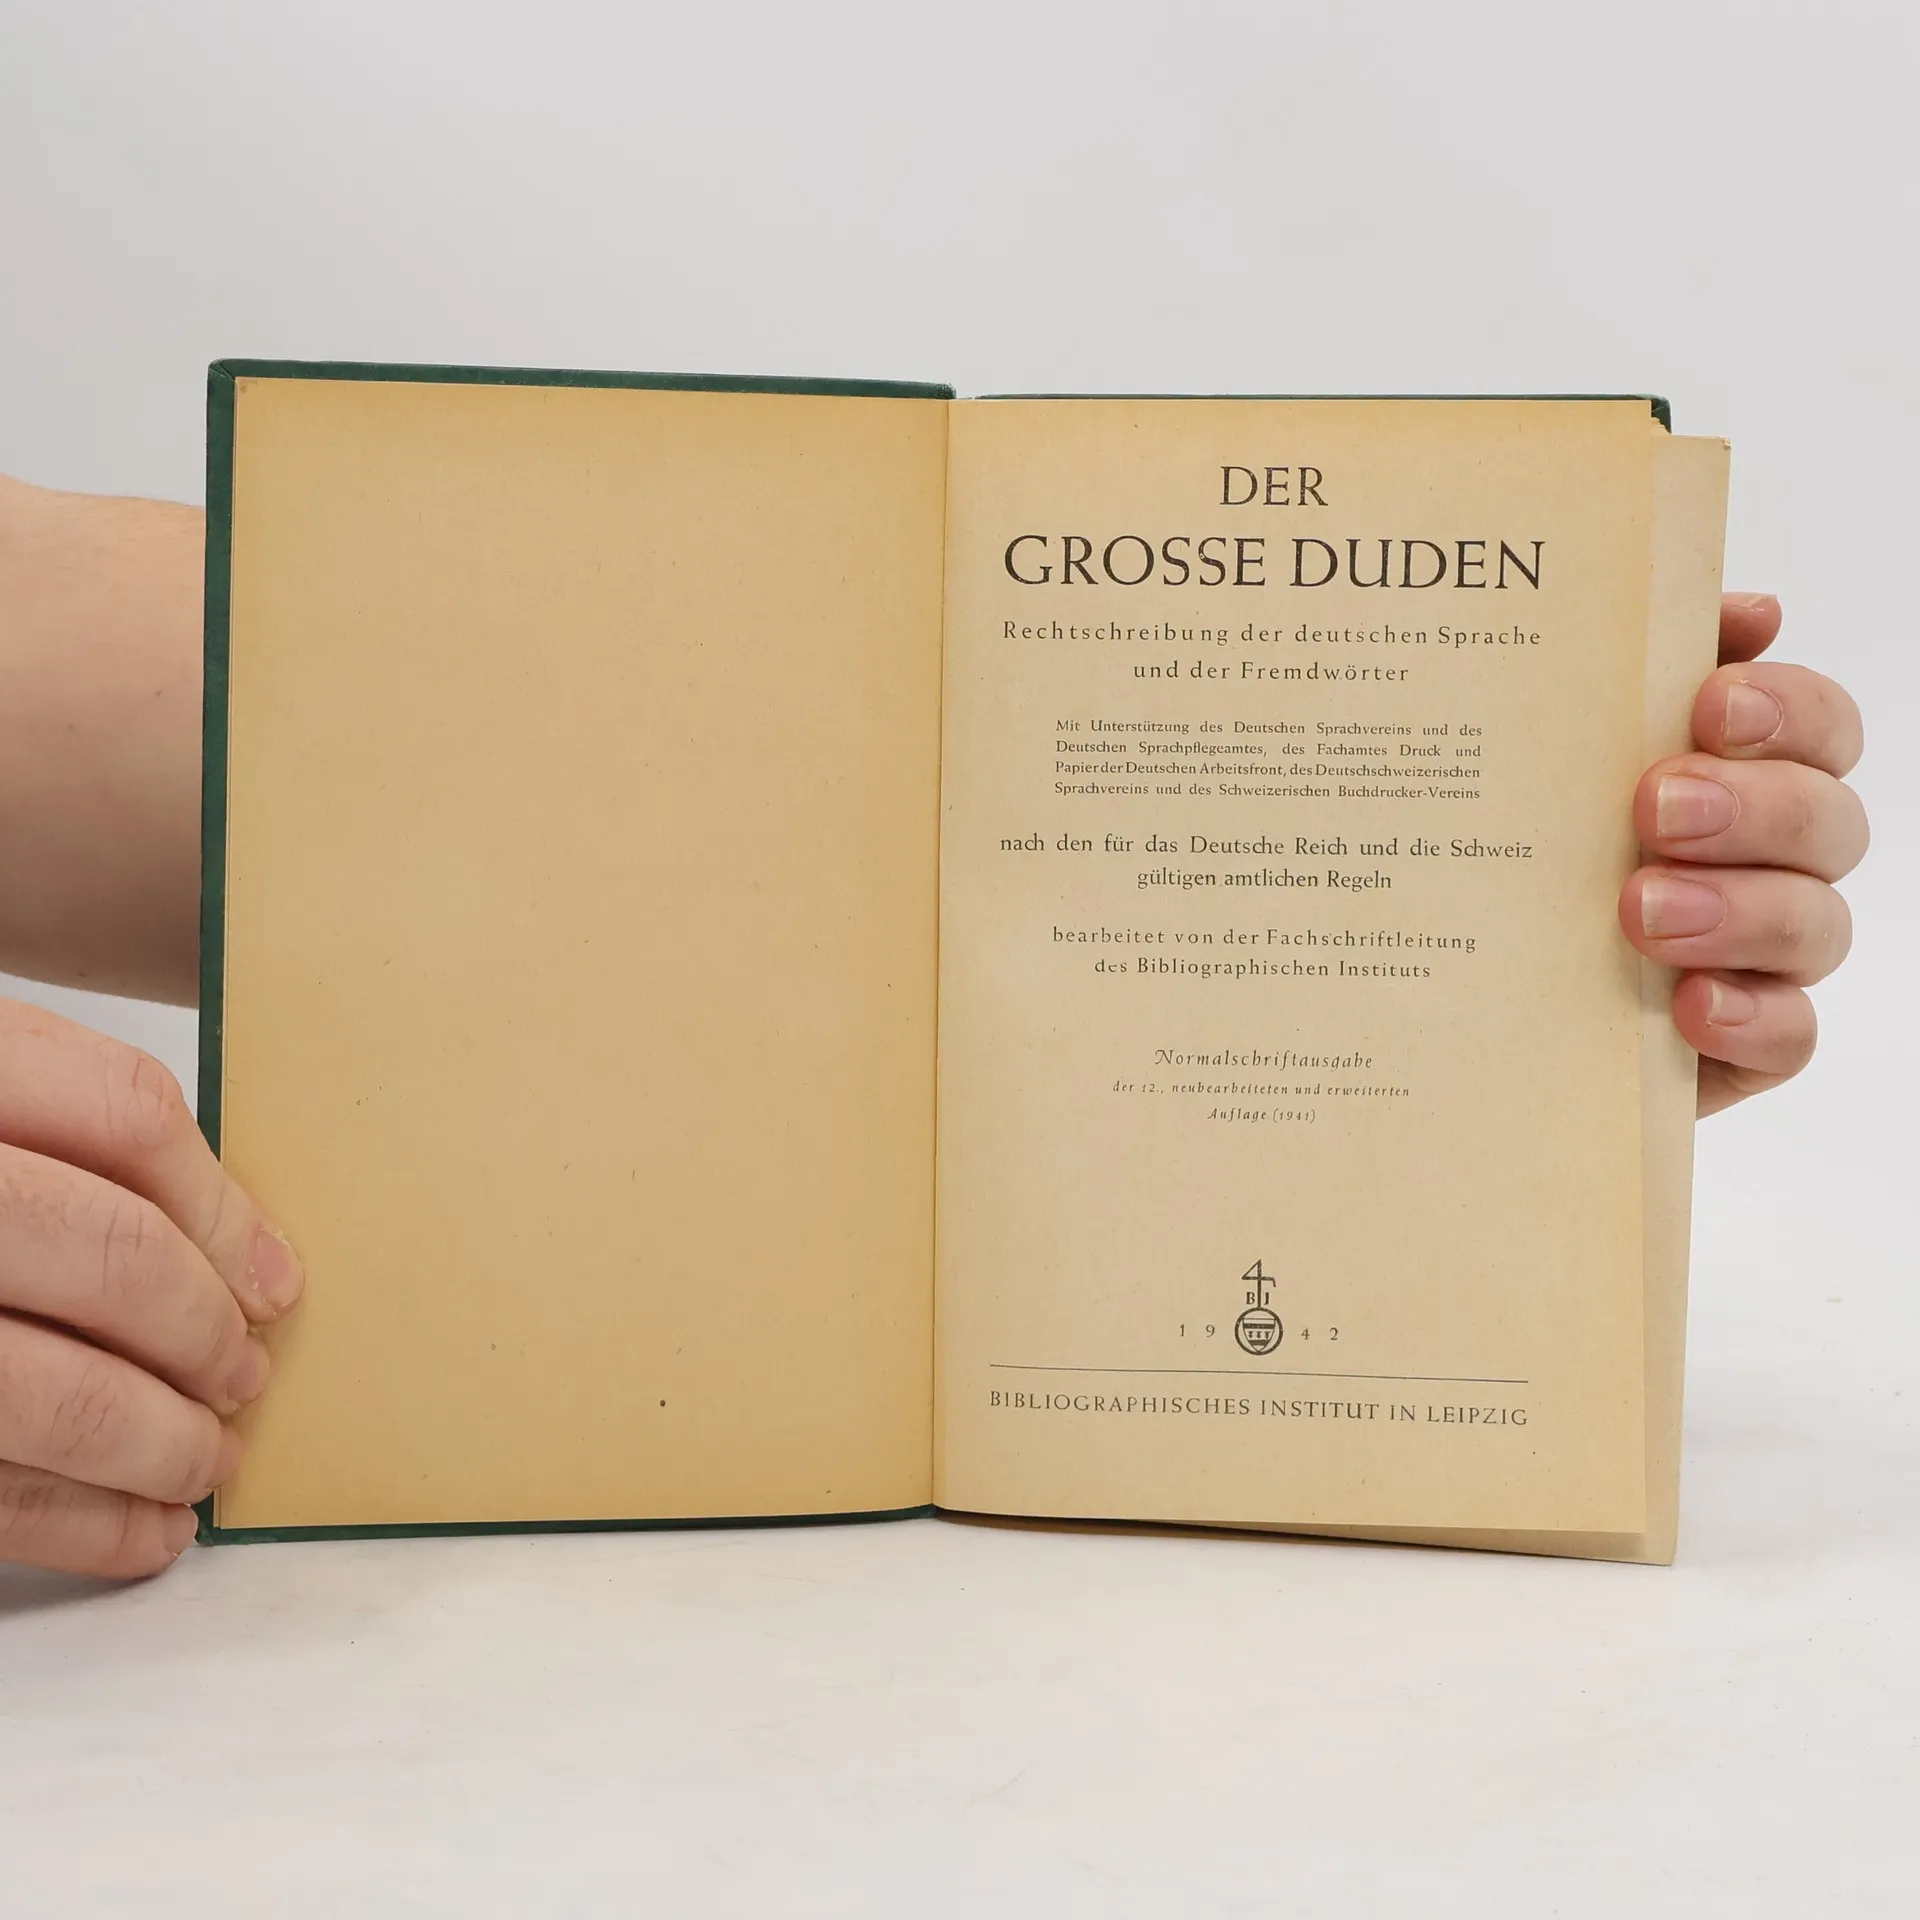 DER
GROSSE DUDEN
Rechtschreibung der deutschen Sprache
und der Fremdwörter
Mit Unterstützung des Deutschen Sprachvereins und des
Deutschen Sprachpflegeamtes, des Fachamtes Druck und
Papier der Deutschen Arbeitsfront, des Deutschschweizerischen
Sprachvereins und des Schweizerischen Buchdrucker-Vereins
nach den für das Deutsche Reich und die Schweiz
gültigen amtlichen Regeln
bearbeitet von der Fachschriftleitung
des Bibliographischen Instituts
Normalschriftausgabe
der 12., neubearbeiteten und erweiterten
Auflage (1941)
B I
1 9 4 2
BIBLIOGRAPHISCHES INSTITUT IN LEIPZIG